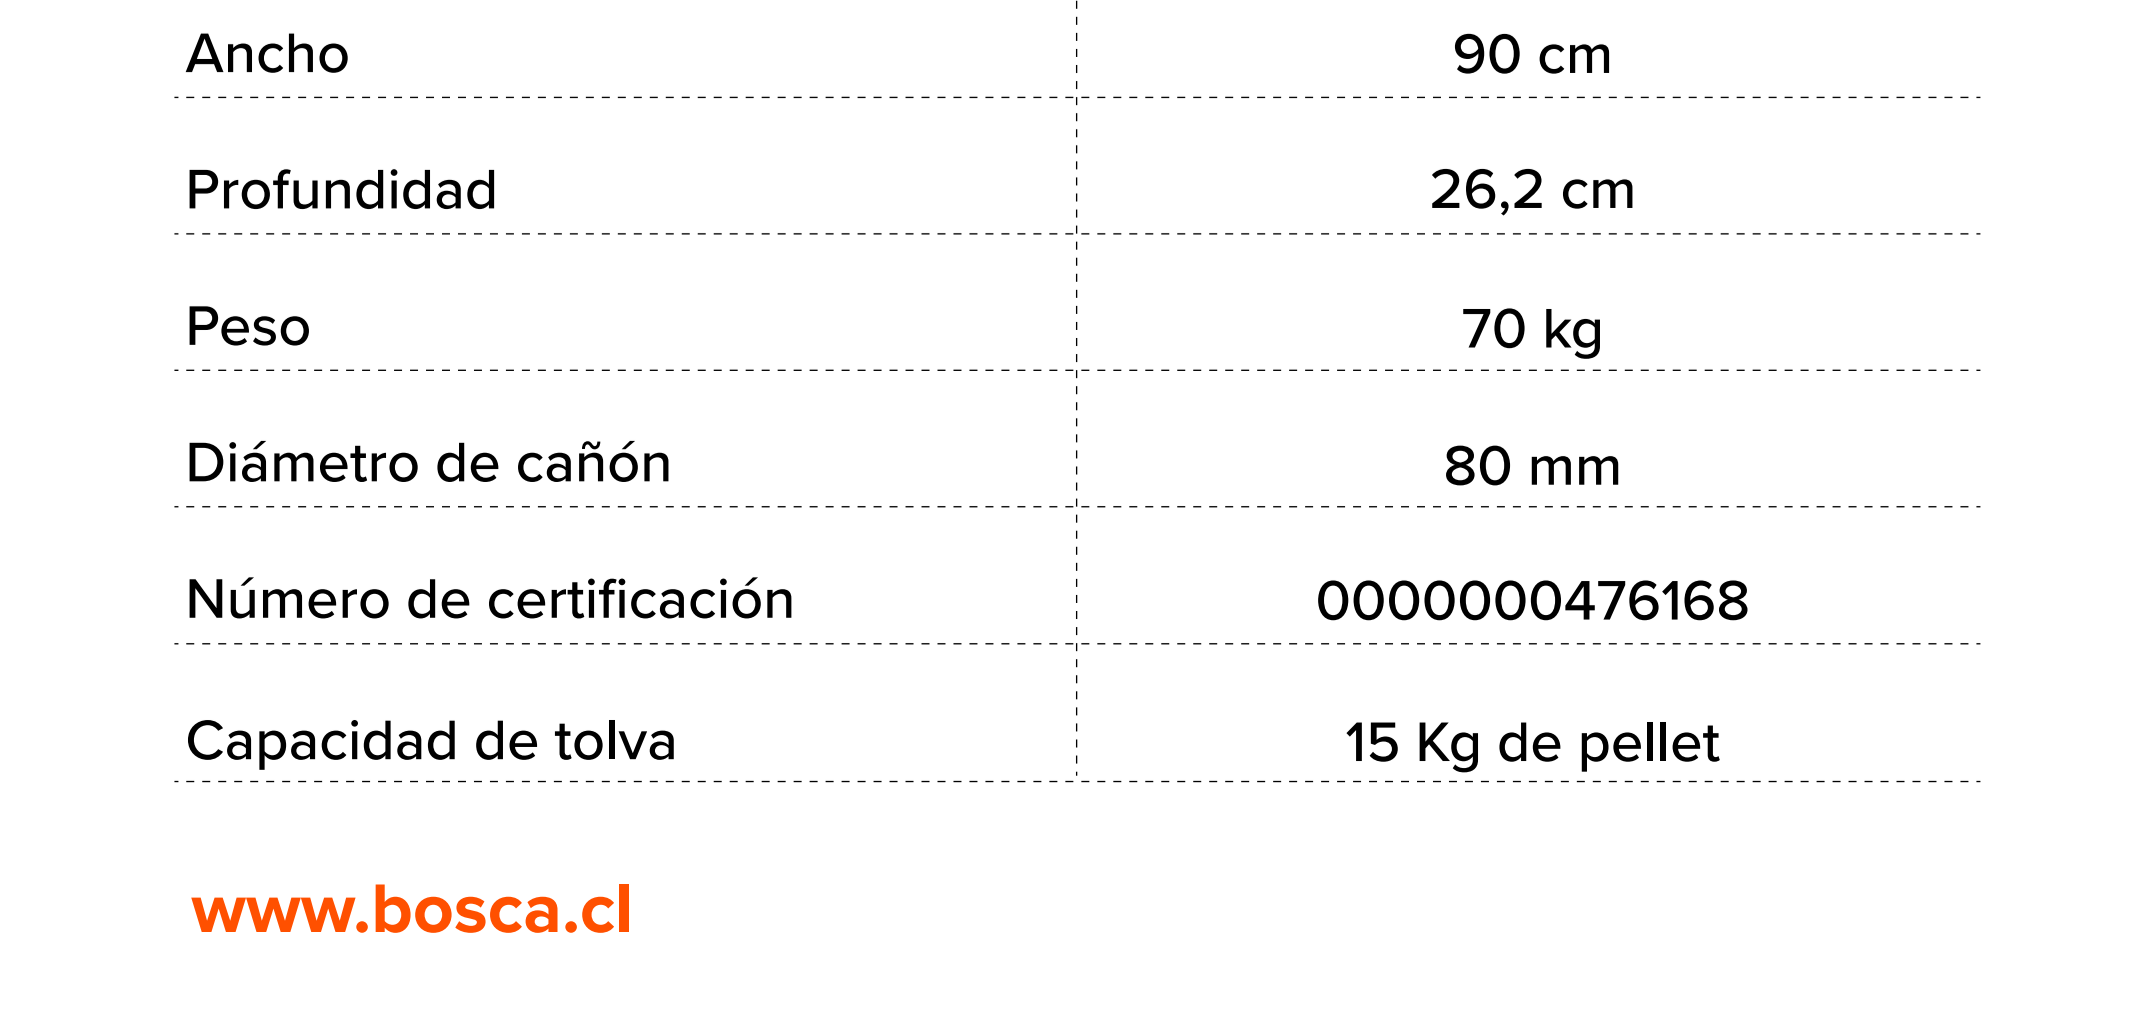 Ancho 90 cm
Profundidad 26,2 cm
Peso 70 kg
Diámetro de cañón 80 mm
Número de certificación 0000000476168
Capacidad de tolva 15 Kg de pellet
www.bosca.cl